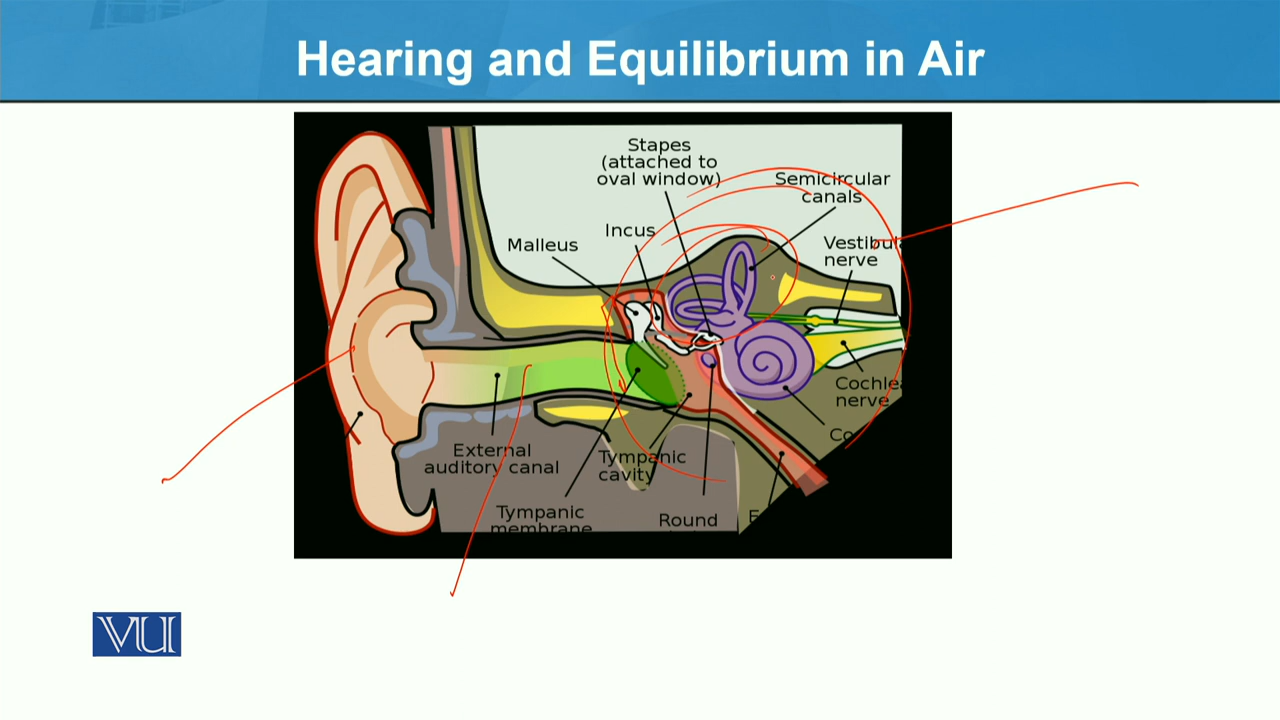 Hearing and Equilibrium in Air
Stapes
(attached to
oval window)
Semicircular
canals
Incus
Malleus
Vestibula
nerve
Cochle
nerve
Co
External
auditory canal
Tympanic
cavity
Tympanic
membrane
Round
E
VU